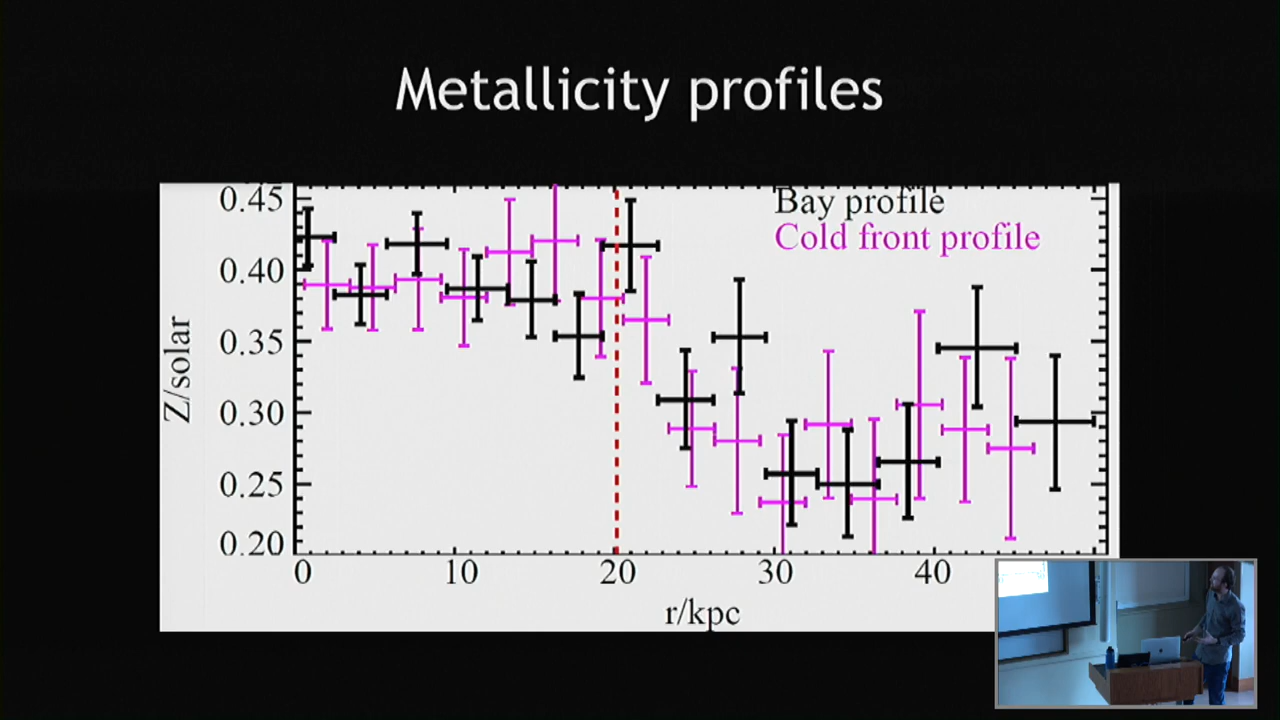 Metallicity profiles
Bay profile
Cold front profile
Z/solar
0.45
0.40
0.35
0.30
0.25
0.20
0 10 20 30 40
r/kpc